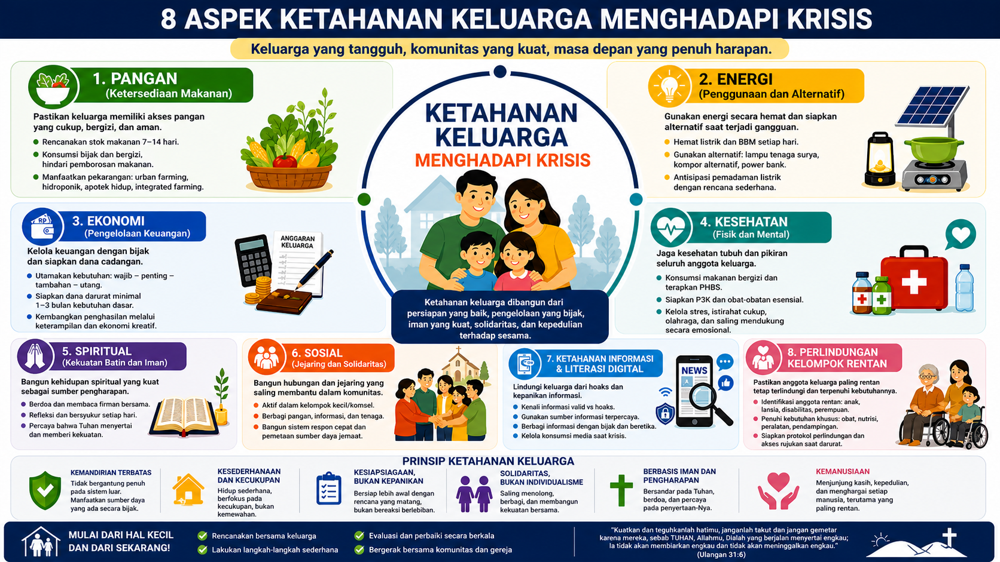 8 ASPEK KETAHANAN KELUARGA MENGHADAPI KRISIS
Keluarga yang tangguh, komunitas yang kuat, masa depan yang penuh harapan.
1. PANGAN
(Ketersediaan Makanan)
Pastikan keluarga memiliki akses pangan
yang cukup, bergizi, dan aman.
Rencanakan stok makanan 7–14 hari.
Konsumsi bijak dan bergizi,
hindari pemborosan makanan.
Manfaatkan pekarangan: urban farming,
hidroponik, apotek hidup, integrated farming.
KETAHANAN
KELUARGA
MENGHADAPI KRISIS
Ketahanan keluarga dibangun dari
persiapan yang baik, pengelolaan yang bijak,
iman yang kuat, solidaritas, dan kepedulian
terhadap sesama.
2. ENERGI
(Penggunaan dan Alternatif)
Gunakan energi secara hemat dan siapkan
alternatif saat terjadi gangguan.
Hemat listrik dan BBM setiap hari.
Gunakan alternatif: lampu tenaga surya,
kompor alternatif, power bank.
Antisipasi pemadaman listrik
dengan rencana sederhana.
3. EKONOMI
(Pengelolaan Keuangan)
RP
Kelola keuangan dengan bijak
dan siapkan dana cadangan.
Utamakan kebutuhan: wajib – penting –
tambahan – utang.
Siapkan dana darurat minimal
1–3 bulan kebutuhan dasar.
Kembangkan penghasilan melalui
keterampilan dan ekonomi kreatif.
ANGGARAN
KELUARGA
4. KESEHATAN
(Fisik dan Mental)
Jaga kesehatan tubuh dan pikiran
seluruh anggota keluarga.
Konsumsi makanan bergizi dan
terapkan PHBS.
Siapkan P3K dan obat-obatan esensial.
Kelola stres, istirahat cukup,
olahraga, dan saling mendukung
secara emosional.
5. SPIRITUAL
(Kekuatan Batin dan Iman)
Bangun kehidupan spiritual yang kuat
sebagai sumber pengharapan.
Berdoa dan membaca firman bersama.
Refleksi dan bersyukur setiap hari.
Percaya bahwa Tuhan menyertai
dan memberi kekuatan.
6. SOSIAL
(Jejaring dan Solidaritas)
Bangun hubungan dan jejaring yang
saling membantu dalam komunitas.
Aktif dalam kelompok kecil/komsel.
Berbagi pangan, informasi, dan tenaga.
Bangun sistem respon cepat dan
pemetaan sumber daya jemaat.
7. KETAHANAN INFORMASI
& LITERASI DIGITAL
Lindungi keluarga dari hoaks dan
kepanikan informasi.
Kenali informasi valid vs hoaks.
Gunakan sumber informasi terpercaya.
Berbagi informasi dengan bijak dan beretika.
Kelola konsumsi media saat krisis.
NEWS
8. PERLINDUNGAN
KELOMPOK RENTAN
Pastikan anggota keluarga paling rentan
tetap terlindungi dan terpenuhi kebutuhannya.
Identifikasi anggota rentan: anak,
lansia, disabilitas, perempuan.
Penuhi kebutuhan khusus: obat, nutrisi,
peralatan, pendampingan.
Siapkan protokol perlindungan dan
akses rujukan saat darurat.
PRINSIP KETAHANAN KELUARGA
KEMANDIRIAN TERBATAS
Tidak bergantung penuh
pada sistem luar.
Manfaatkan sumber daya
yang ada secara bijak.
KESEDERHANAAN
DAN KECUKUPAN
Hidup sederhana,
berfokus pada
kecukupan, bukan
kemewahan.
KESIAPSIAGAAN,
BUKAN KEPANIKAN
Bersiap lebih awal dengan
rencana yang matang,
bukan bereaksi berlebihan.
SOLIDARITAS,
BUKAN INDIVIDUALISME
Saling menolong,
berbagi, dan membangun
kekuatan bersama.
BERBASIS IMAN DAN
PENGHARAPAN
Bersandar pada Tuhan,
berdoa, dan percaya
pada penyertaan-Nya.
KEMANUSIAAN
Menjunjung kasih, kepedulian,
dan menghargai setiap
manusia, terutama yang
paling rentan.
MULAI DARI HAL KECIL
DAN DARI SEKARANG!
Rencanakan bersama keluarga
Lakukan langkah-langkah sederhana
Evaluasi dan perbaiki secara berkala
Bergerak bersama komunitas dan gereja
"Kuatkan dan teguhkanlah hatimu, janganlah takut dan jangan gemetar
karena mereka, sebab TUHAN, Allahmu, Dialah yang berjalan menyertai engkau;
Ia tidak akan membiarkan engkau dan tidak akan meninggalkan engkau."
(Ulangan 31:6)